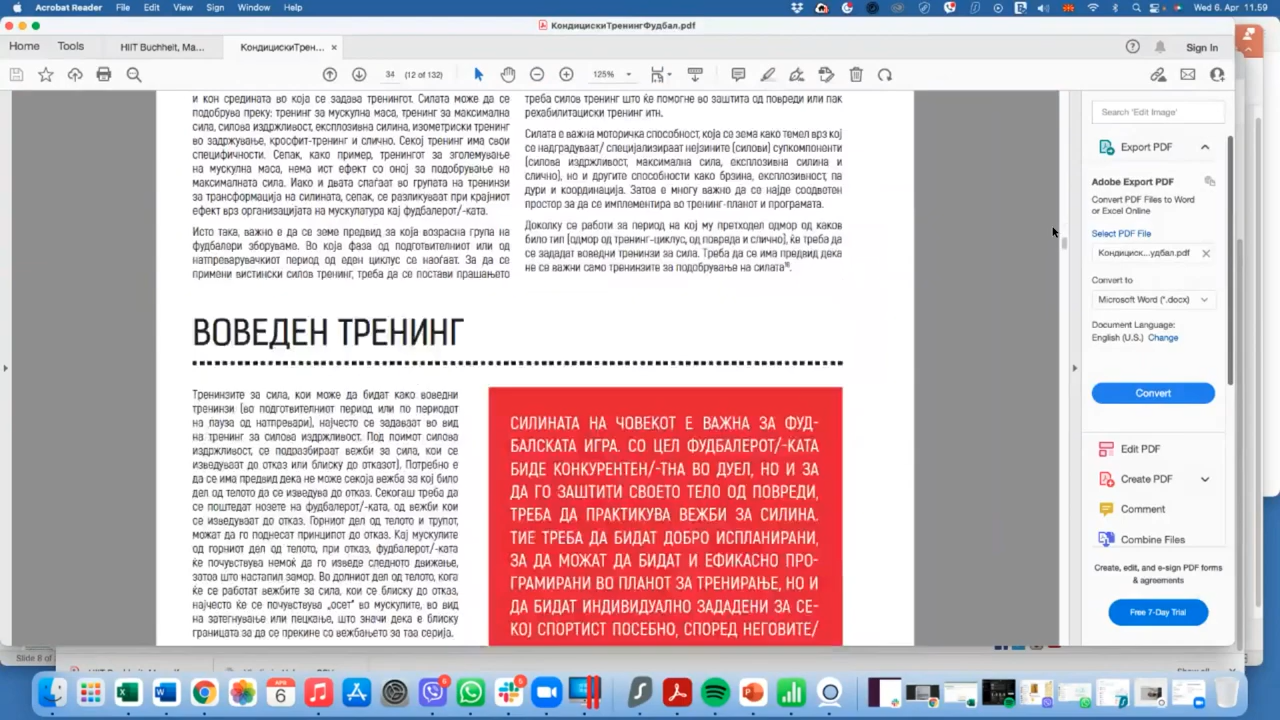 Acrobat Reader File Edit View Sign Window Help Wed 6. Apr 11.59
КондицискиТренингФудбал.pdf
Home Tools HIIT Buchheit, Ma... КондицискиТрен... × Sign In
34 (12 of 132) 125%
и кон средината во која се задава тренингот. Силата може да се
подобрува преку: тренинг за мускулна маса, тренинг за максимална
сила, силова издржливост, експлозивна силина, изометриски тренинг
во задржување, кросфит-тренинг и слично. Секој тренинг има свои
специфичности. Сепак, како пример, тренингот за зголемување
на мускулна маса, нема ист ефект со оној за подобрување на
максималната сила. Иако и двата спаѓаат во групата на тренинзи
за трансформација на силината, сепак, се разликуваат при крајниот
ефект врз организацијата на мускулатура кај фудбалерот/-ката.
Исто така, важно е да се земе предвид за која возрасна група на
фудбалери зборуваме. Во која фаза од подготвителниот или од
натпреварувачкиот период од еден циклус се наоѓаат. За да се
примени вистински силов тренинг, треба да се постави прашањето
треба силов тренинг што ќе помогне во заштита од повреди или пак
рехабилитациски тренинг итн.
Силата е важна моторичка способност, која се зема како темел врз кој
се надградуваат/ специјализираат нејзините (силови) супкомпоненти
(силова издржливост, максимална сила, експлозивна силина и
слично), но и другите способности како брзина, експлозивност, па
дури и координација. Затоа е многу важно да се најде соодветен
простор за да се имплементира во тренинг-планот и програмата.
Доколку се работи за период на кој му претходел одмор од каков
било тип (одмор од тренинг-циклус, од повреда и слично), ќе треба да
се зададат воведни тренинзи за сила. Треба да се има предвид дека
не се важни само тренинзите за подобрување на силата¹⁸.
ВОВЕДЕН ТРЕНИНГ
Тренинзите за сила, кои може да бидат како воведни
тренинзи (во подготвителниот период или по периодот
на пауза од натпревари), најчесто се задаваат во вид
на тренинг за силова издржливост. Под поимот силова
издржливост, се подразбираат вежби за сила, кои се
изведуваат до отказ или блиску до отказот). Потребно е
да се има предвид дека не може секоја вежба за кој било
дел од телото да се изведува до отказ. Секогаш треба да
се поштедат нозете на фудбалерот/-ката, од вежби кои
се изведуваат до отказ. Горниот дел од телото и трупот,
можат да го поднесат принципот до отказ. Кај мускулите
од горниот дел од телото, при отказ, фудбалерот/-ката
ќе почувствува немоќ да го изведе следното движење,
затоа што настапил замор. Во долниот дел од телото, кога
ќе се работат вежбите за сила, кои се блиску до отказ,
најчесто ќе се почувствува „осет“ во мускулите, во вид
на затегнување или пецкање, што значи дека е блиску
границата за да се прекине со вежбањето за таа серија.
СИЛИНАТА НА ЧОВЕКОТ Е ВАЖНА ЗА ФУД-
БАЛСКАТА ИГРА. СО ЦЕЛ ФУДБАЛЕРОТ/-КАТА
БИДЕ КОНКУРЕНТЕН/-ТНА ВО ДУЕЛ, НО И ЗА
ДА ГО ЗАШТИТИ СВОЕТО ТЕЛО ОД ПОВРЕДИ,
ТРЕБА ДА ПРАКТИКУВА ВЕЖБИ ЗА СИЛИНА.
ТИЕ ТРЕБА ДА БИДАТ ДОБРО ИСПЛАНИРАНИ,
ЗА ДА МОЖАТ ДА БИДАТ И ЕФИКАСНО ПРО-
ГРАМИРАНИ ВО ПЛАНОТ ЗА ТРЕНИРАЊЕ, НО И
ДА БИДАТ ИНДИВИДУАЛНО ЗАДАДЕНИ ЗА СЕ-
КОЈ СПОРТИСТ ПОСЕБНО, СПОРЕД НЕГОВИТЕ/
Search 'Edit Image'
Export PDF
Adobe Export PDF
Convert PDF Files to Word
or Excel Online
Select PDF File
Кондициск...удбал.pdf
Convert to
Microsoft Word (*.docx)
Document Language:
English (U.S.) Change
Convert
Edit PDF
Create PDF
Comment
Combine Files
Create, edit, and e-sign PDF forms
& agreements
Free 7-Day Trial
Slide 8 of
APR
6